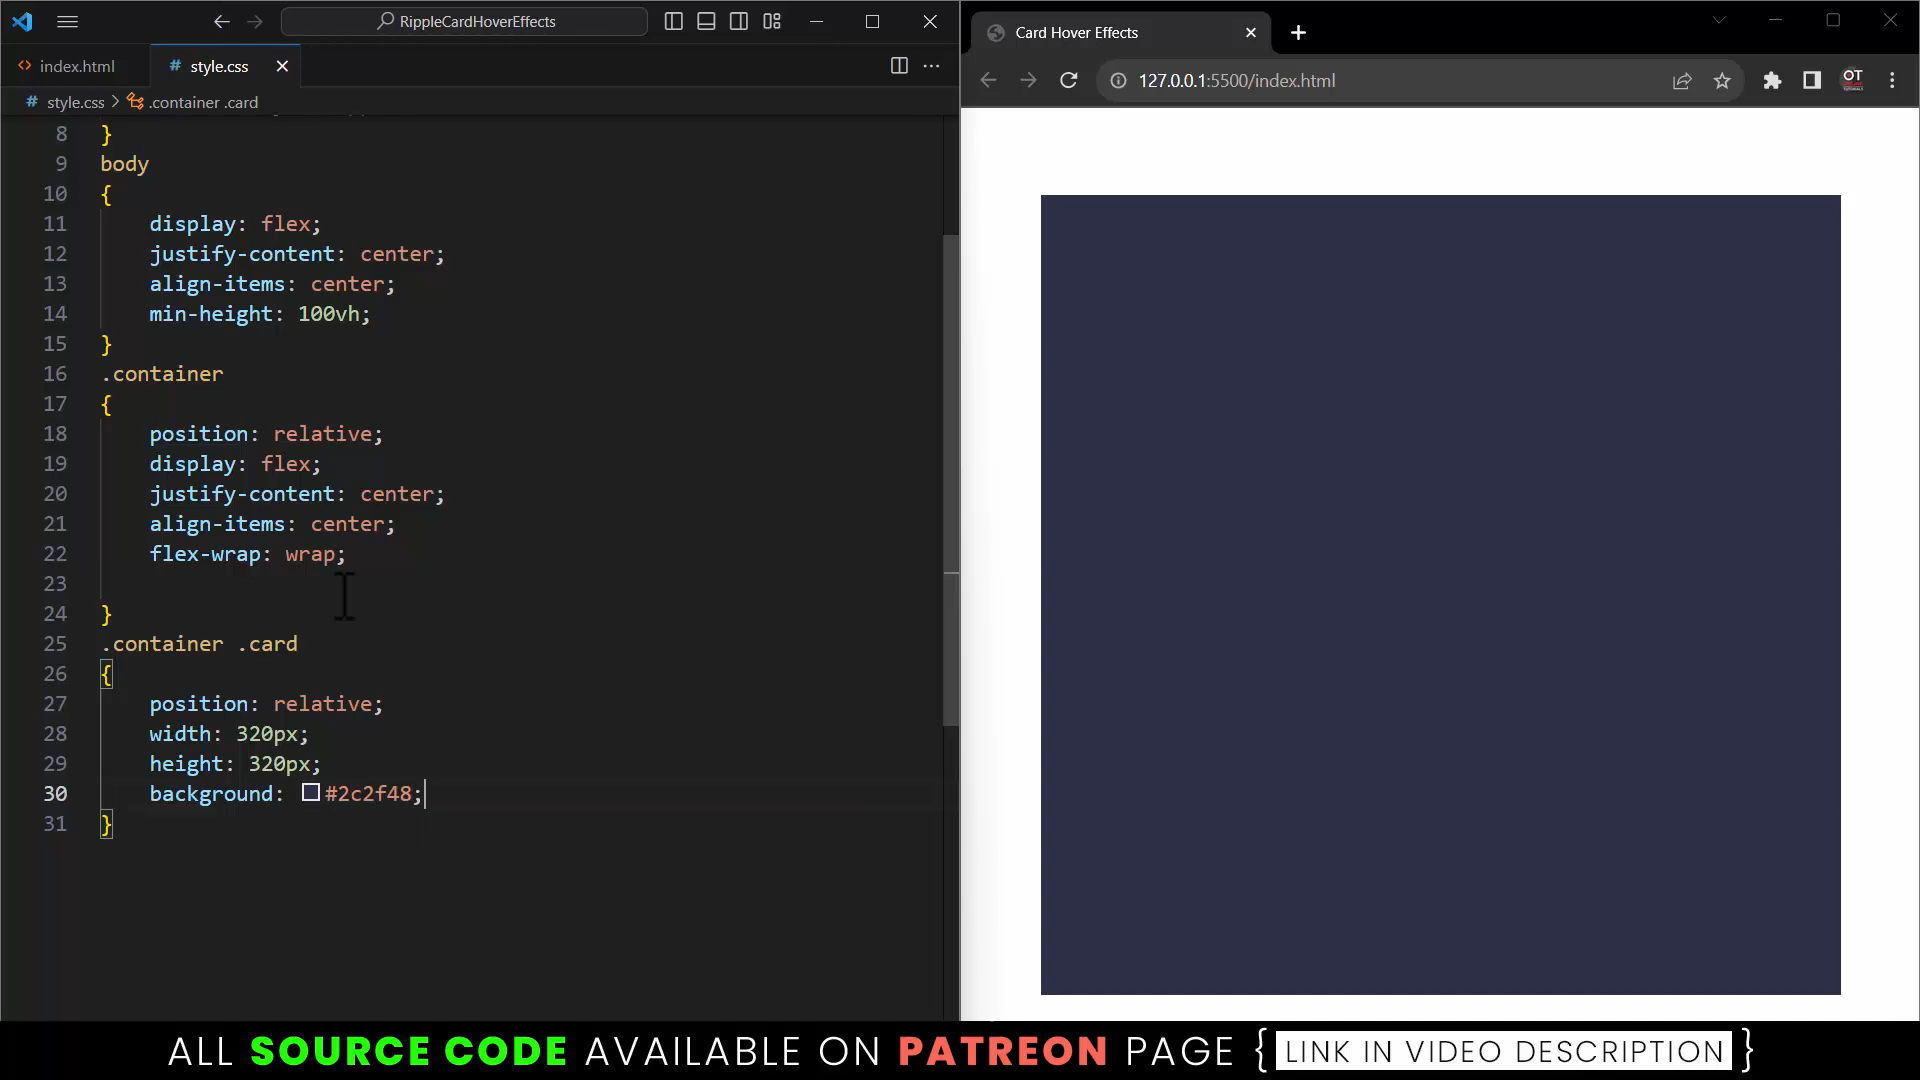 RippleCardHoverEffects
index.html
# style.css
# style.css > .container .card
8 }
9 body
10 {
11 display: flex;
12 justify-content: center;
13 align-items: center;
14 min-height: 100vh;
15 }
16 .container
17 {
18 position: relative;
19 display: flex;
20 justify-content: center;
21 align-items: center;
22 flex-wrap: wrap;
23
24 }
25 .container .card
26 {
27 position: relative;
28 width: 320px;
29 height: 320px;
30 background: #2c2f48;
31 }
Card Hover Effects
127.0.0.1:5500/index.html
OT
ALL SOURCE CODE AVAILABLE ON PATREON PAGE { LINK IN VIDEO DESCRIPTION }